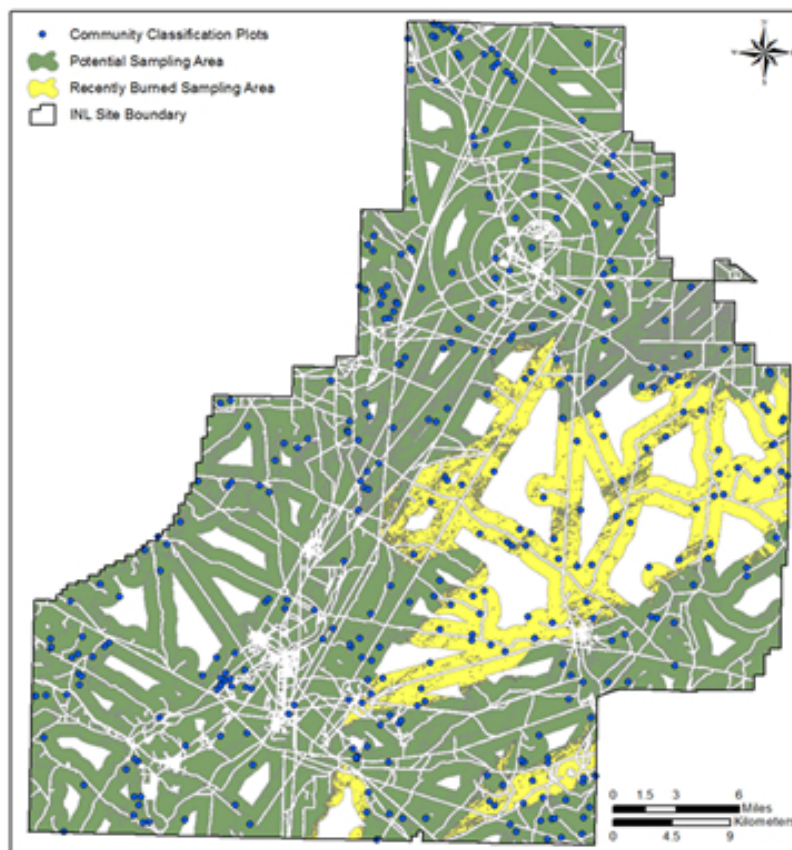 Community Classification Plots
Potential Sampling Area
Recently Burned Sampling Area
INL Site Boundary
0 1.5 3 6
Miles
Kilometers
0 4.5 9